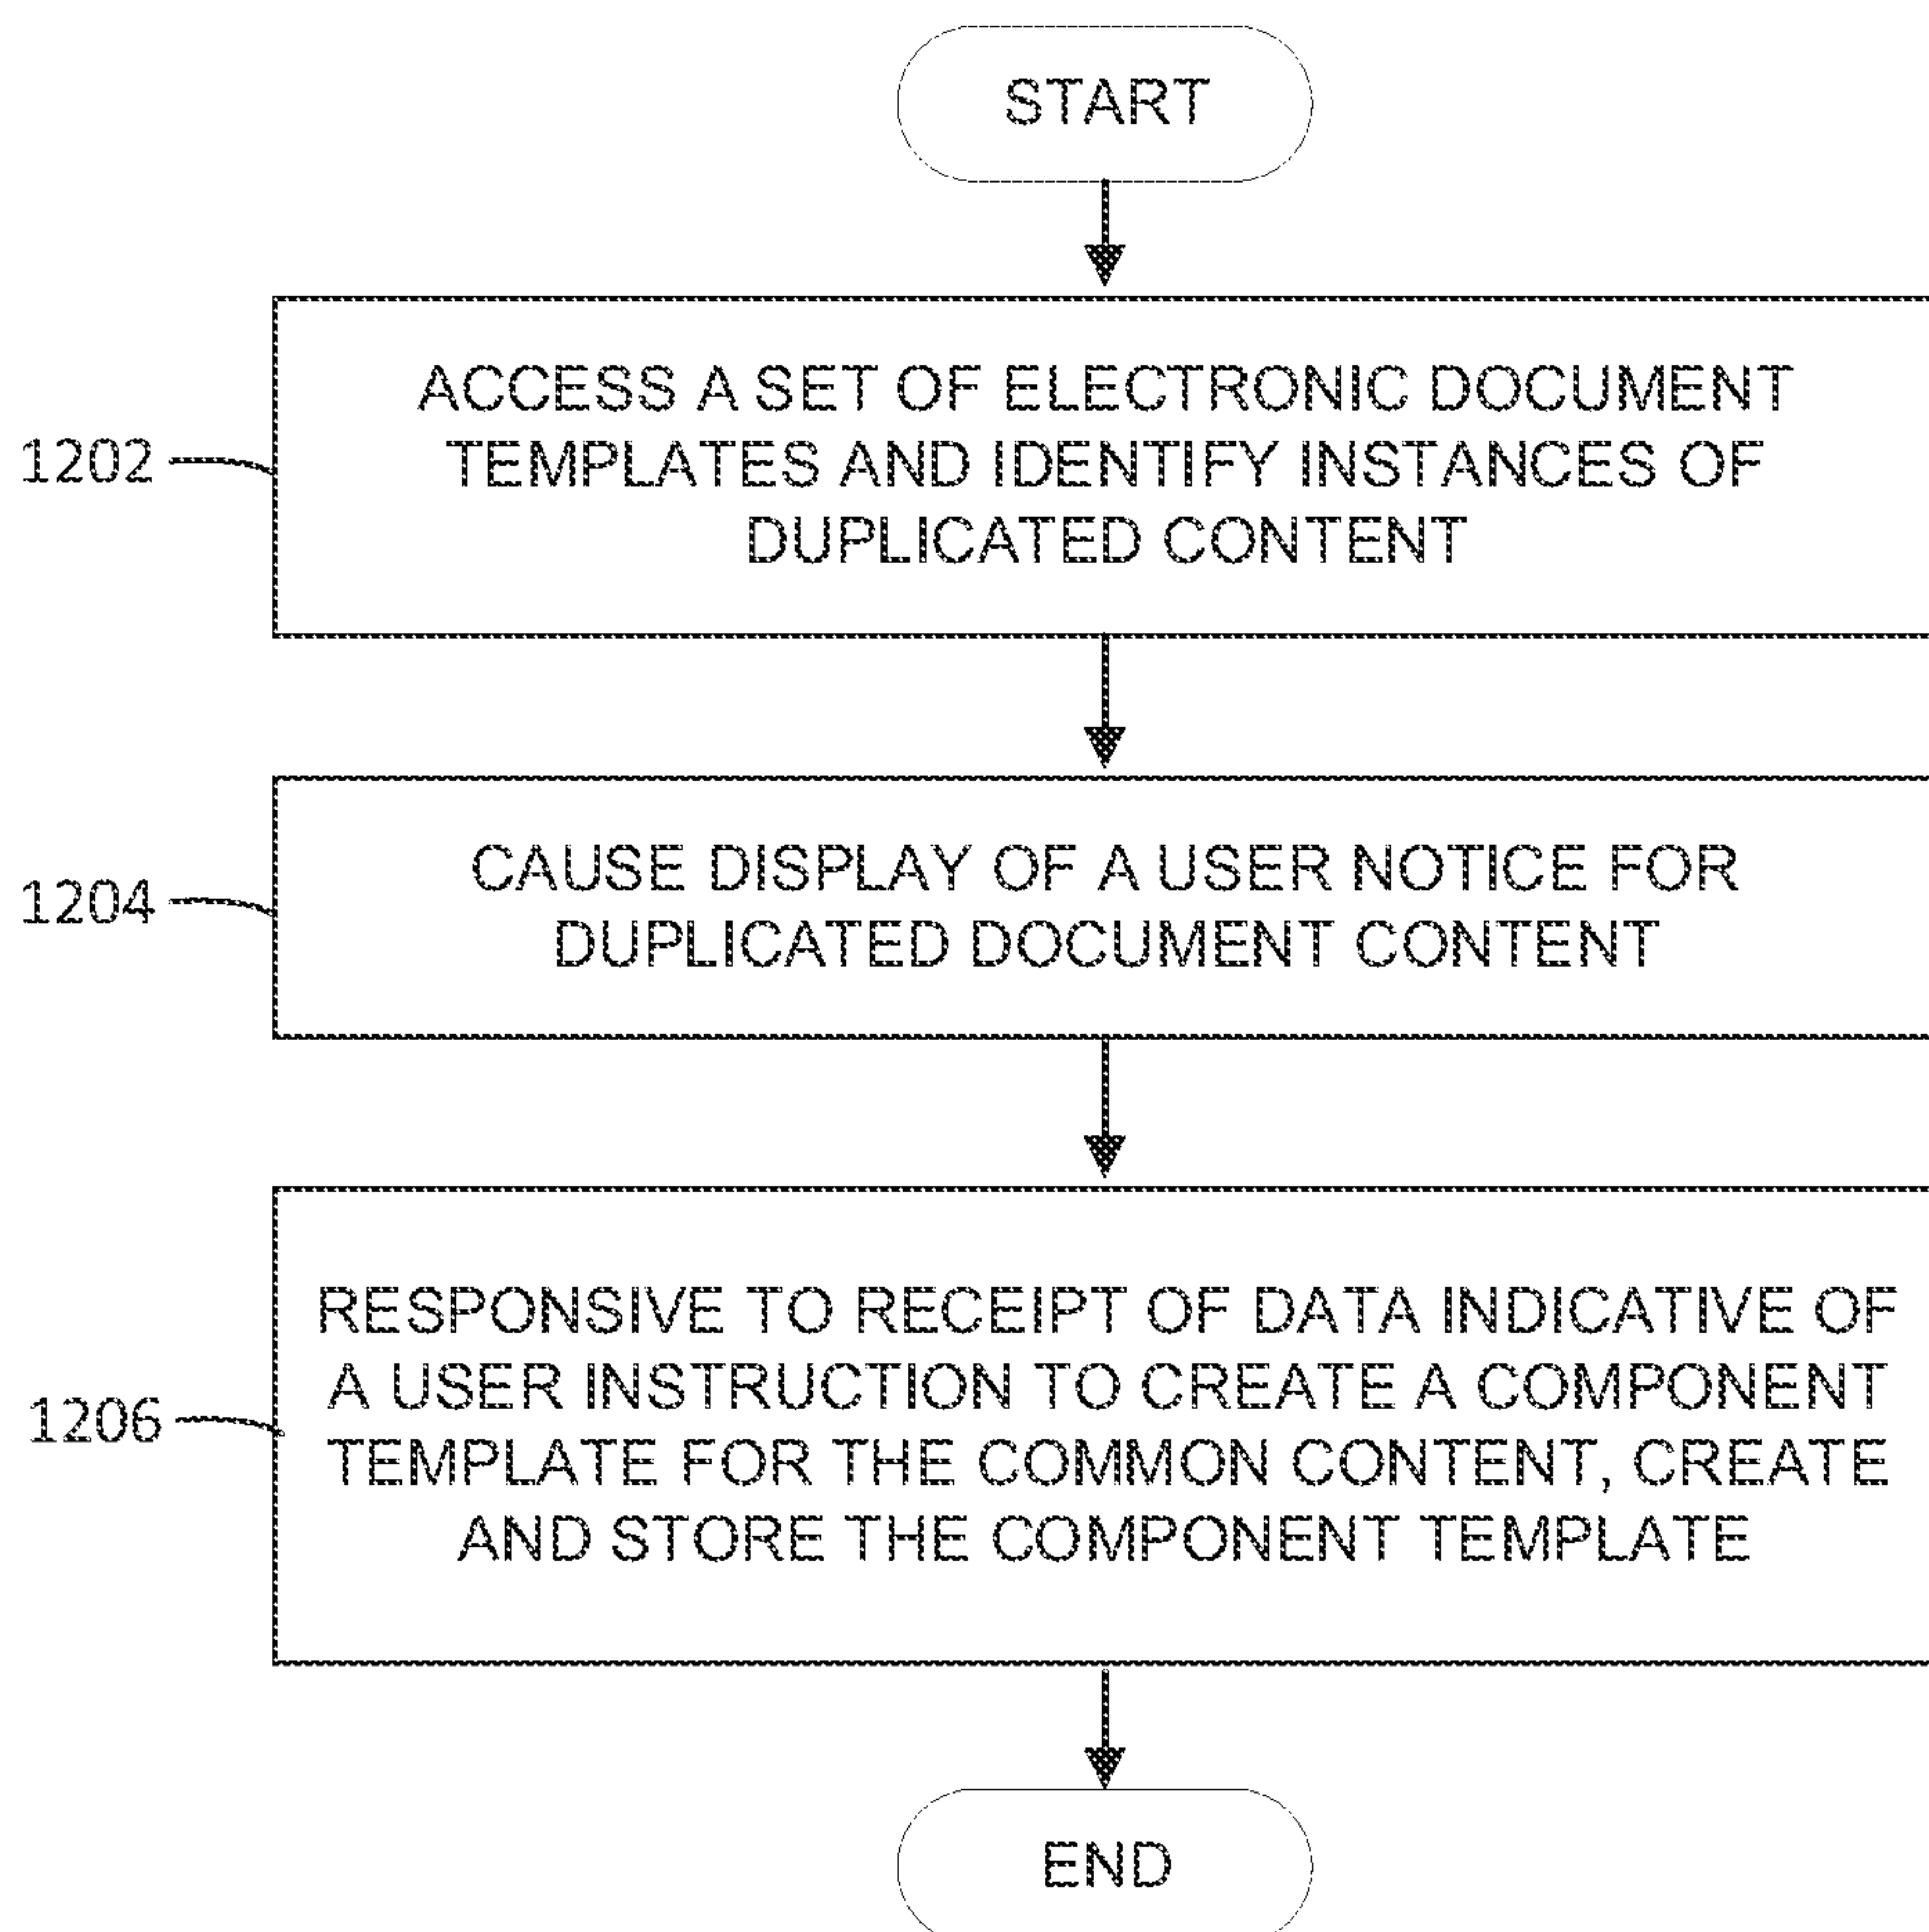 START
1202
ACCESS A SET OF ELECTRONIC DOCUMENT
TEMPLATES AND IDENTIFY INSTANCES OF
DUPLICATED CONTENT
1204
CAUSE DISPLAY OF A USER NOTICE FOR
DUPLICATED DOCUMENT CONTENT
1206
RESPONSIVE TO RECEIPT OF DATA INDICATIVE OF
A USER INSTRUCTION TO CREATE A COMPONENT
TEMPLATE FOR THE COMMON CONTENT, CREATE
AND STORE THE COMPONENT TEMPLATE
END